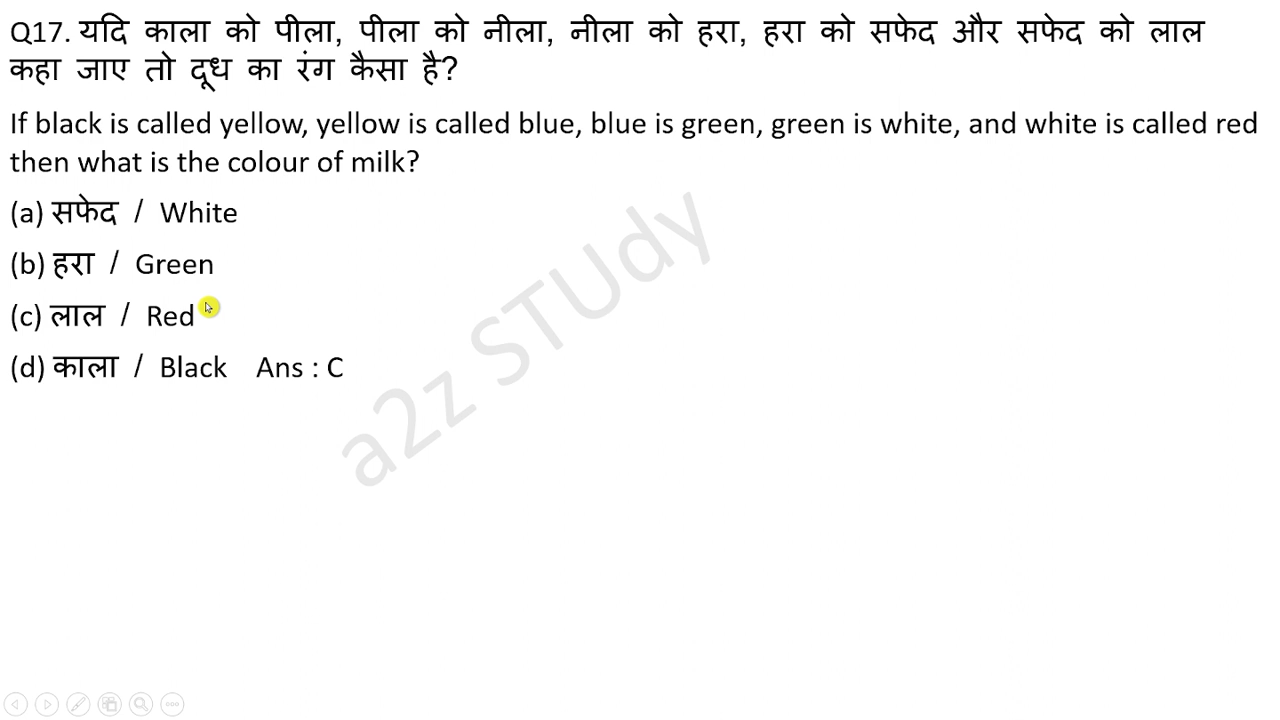 Q17. यदि काला को पीला, पीला को नीला, नीला को हरा, हरा को सफेद और सफेद को लाल
कहा जाए तो दूध का रंग कैसा है?
If black is called yellow, yellow is called blue, blue is green, green is white, and white is called red
then what is the colour of milk?
(a) सफेद / White
(b) हरा / Green
(c) लाल / Red
(d) काला / Black Ans : C
a2z STUdy